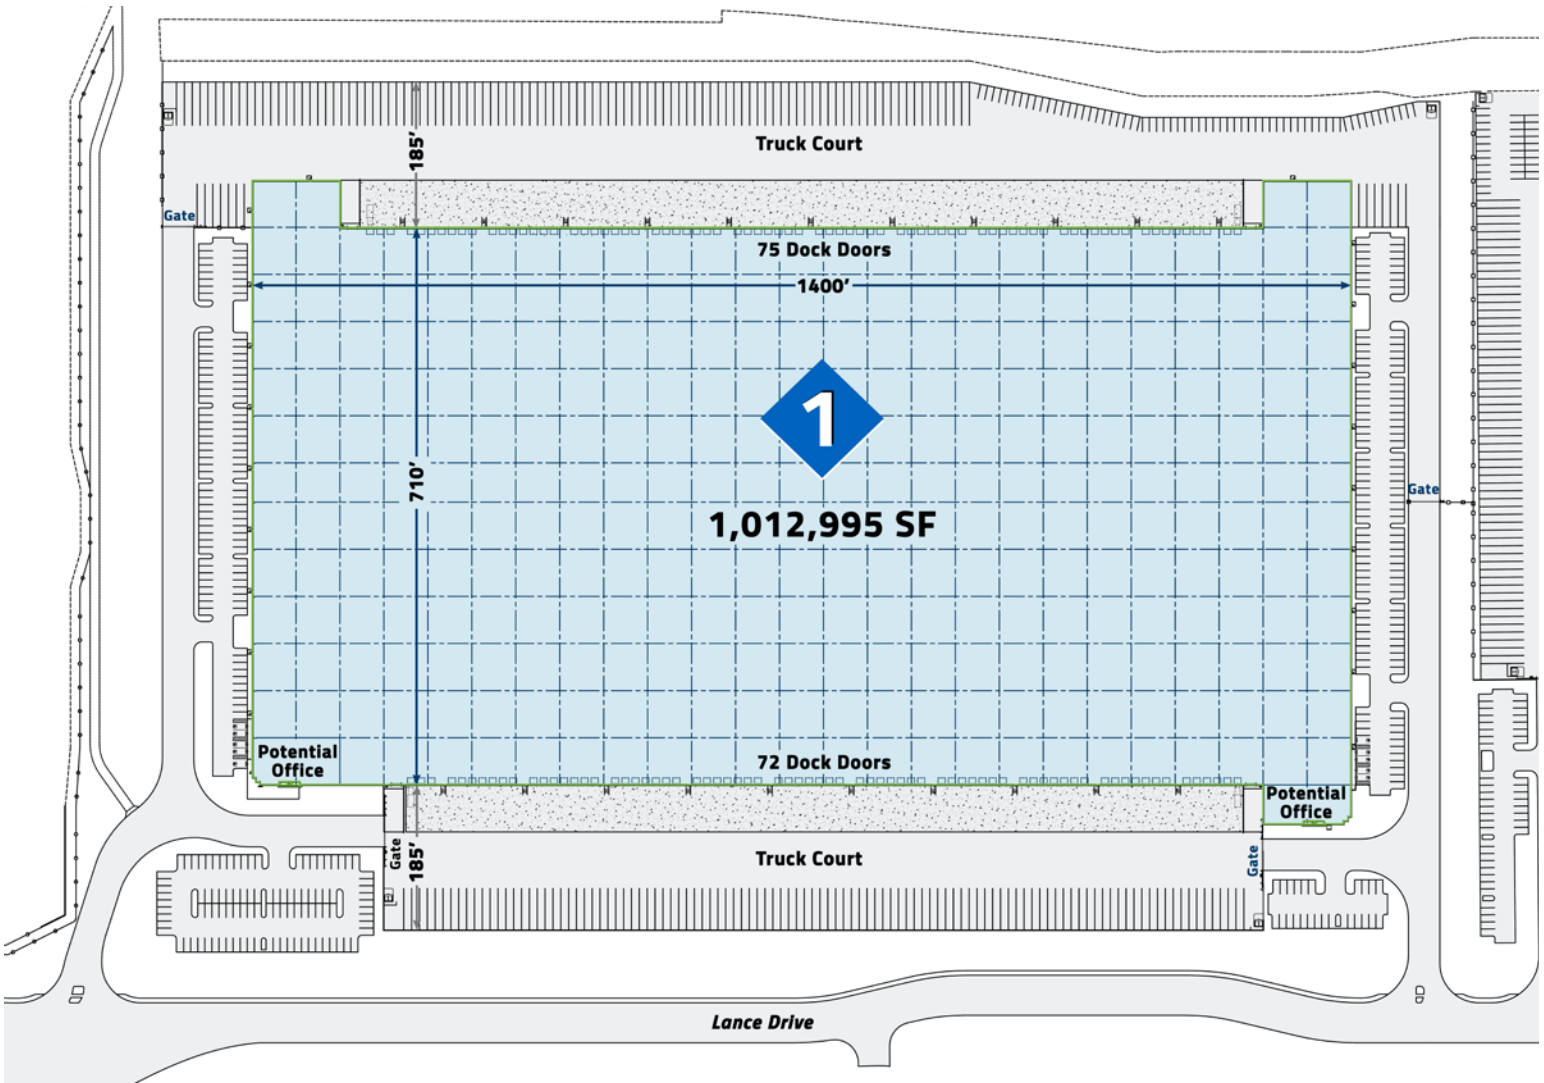 185’
Truck Court
Gate
75 Dock Doors
1400’
1
710’
Gate
1,012,995 SF
Potential
Office
72 Dock Doors
Potential
Office
Gate
185’
Truck Court
Gate
Lance Drive